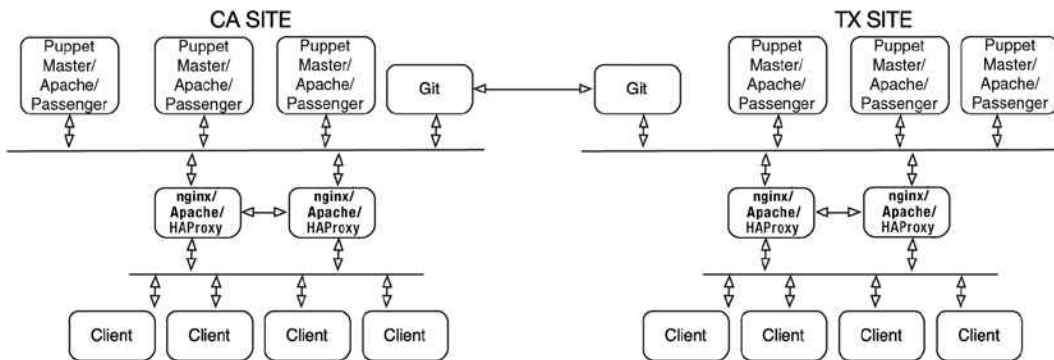 CA SITE
TX SITE
Puppet
Master/
Apache/
Passenger
Puppet
Master/
Apache/
Passenger
Puppet
Master/
Apache/
Passenger
Git
Git
Puppet
Master/
Apache/
Passenger
Puppet
Master/
Apache/
Passenger
Puppet
Master/
Apache/
Passenger
nginx/
Apache/
HAProxy
nginx/
Apache/
HAProxy
nginx/
Apache/
HAProxy
nginx/
Apache/
HAProxy
Client
Client
Client
Client
Client
Client
Client
Client